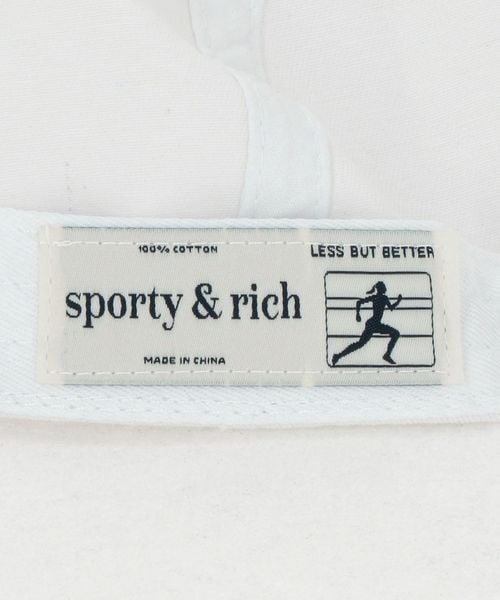 100% COTTON
LESS BUT BETTER
sporty & rich
MADE IN CHINA